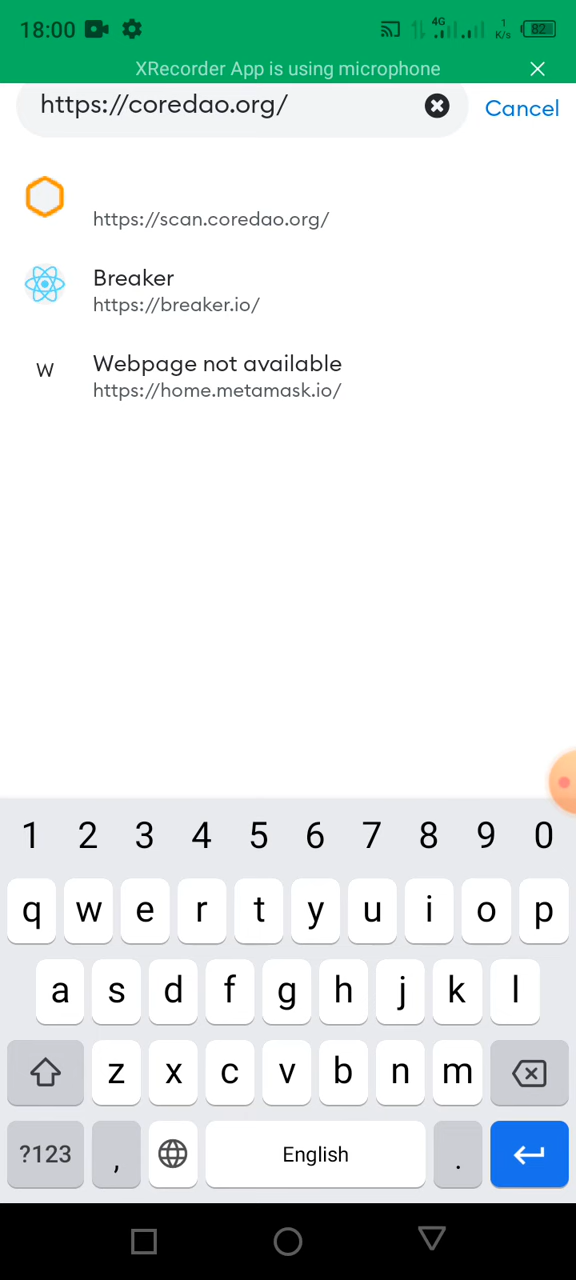 18:00 4G 1 K/s 82
XRecorder App is using microphone
https://coredao.org/ Cancel
https://scan.coredao.org/
Breaker
https://breaker.io/
W Webpage not available
https://home.metamask.io/
1 2 3 4 5 6 7 8 9 0
q w e r t y u i o p
a s d f g h j k l
z x c v b n m
?123 , English .